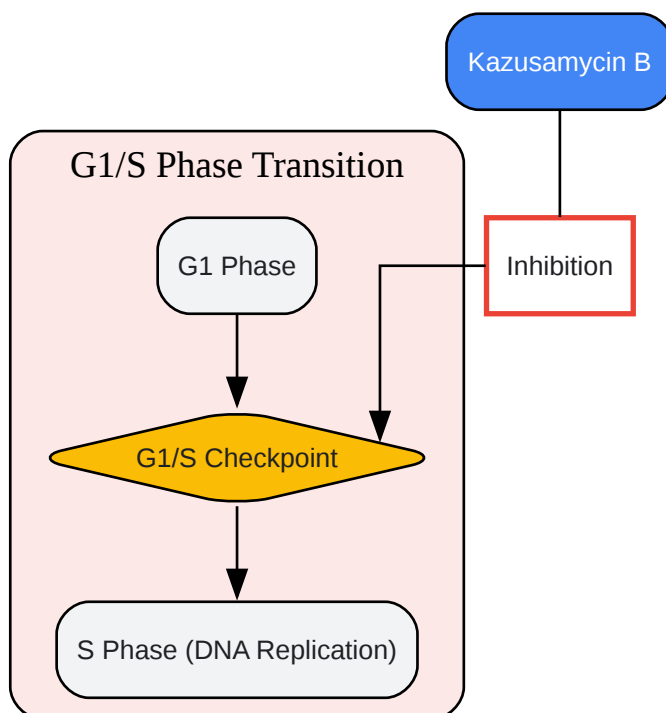 Kazusamycin B
G1/S Phase Transition
G1 Phase
Inhibition
G1/S Checkpoint
S Phase (DNA Replication)